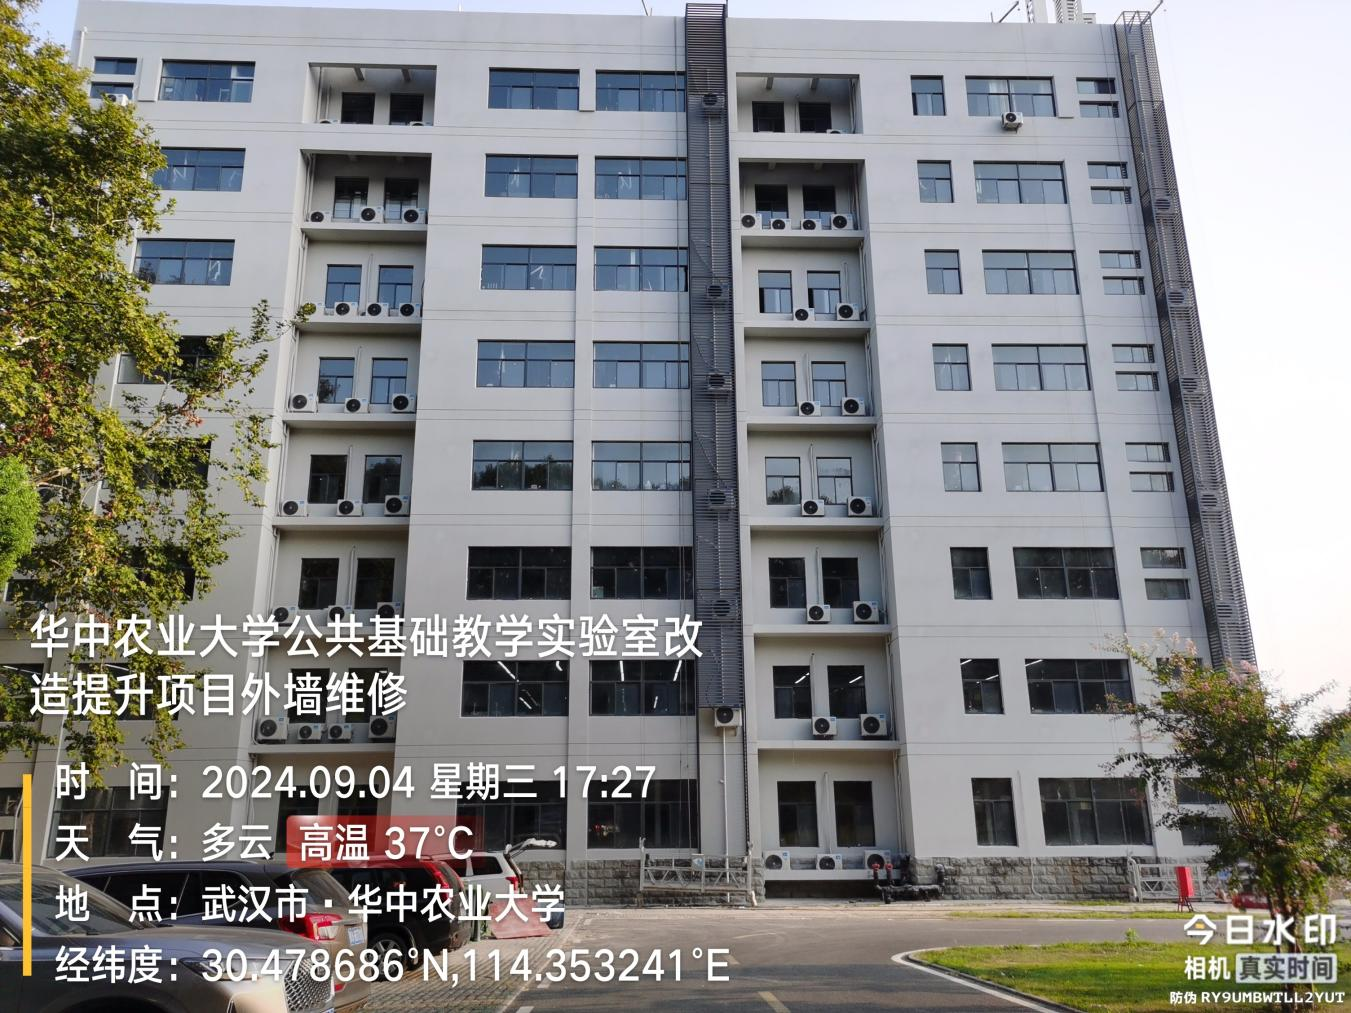 华中农业大学公共基础教学实验室改
造提升项目外墙维修
时 间：2024.09.04 星期三 17:27
天 气：多云 高温 37°C
地 点：武汉市·华中农业大学
经纬度：30.478686°N,114.353241°E
今日水印
相机 真实时间
防伪 RY9UMBWTLL2YUT